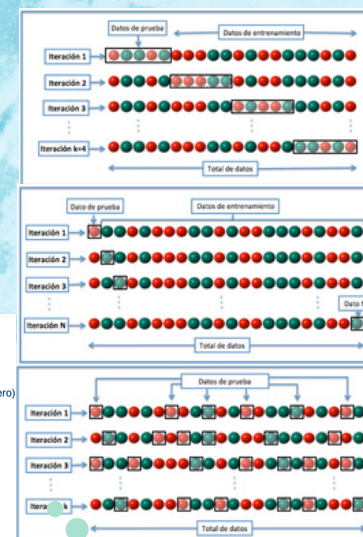 Datos de prueba
Datos de entrenamiento
Iteración 1
Iteración 2
Iteración 3
Iteración k=4
Total de datos
Dato de prueba
Datos de entrenamiento
Iteración 1
Iteración 2
Iteración 3
Dato
Iteración N
Total de datos
ero)
Datos de prueba
Iteración 1
Iteración 2
Iteración 3
k
Total de datos